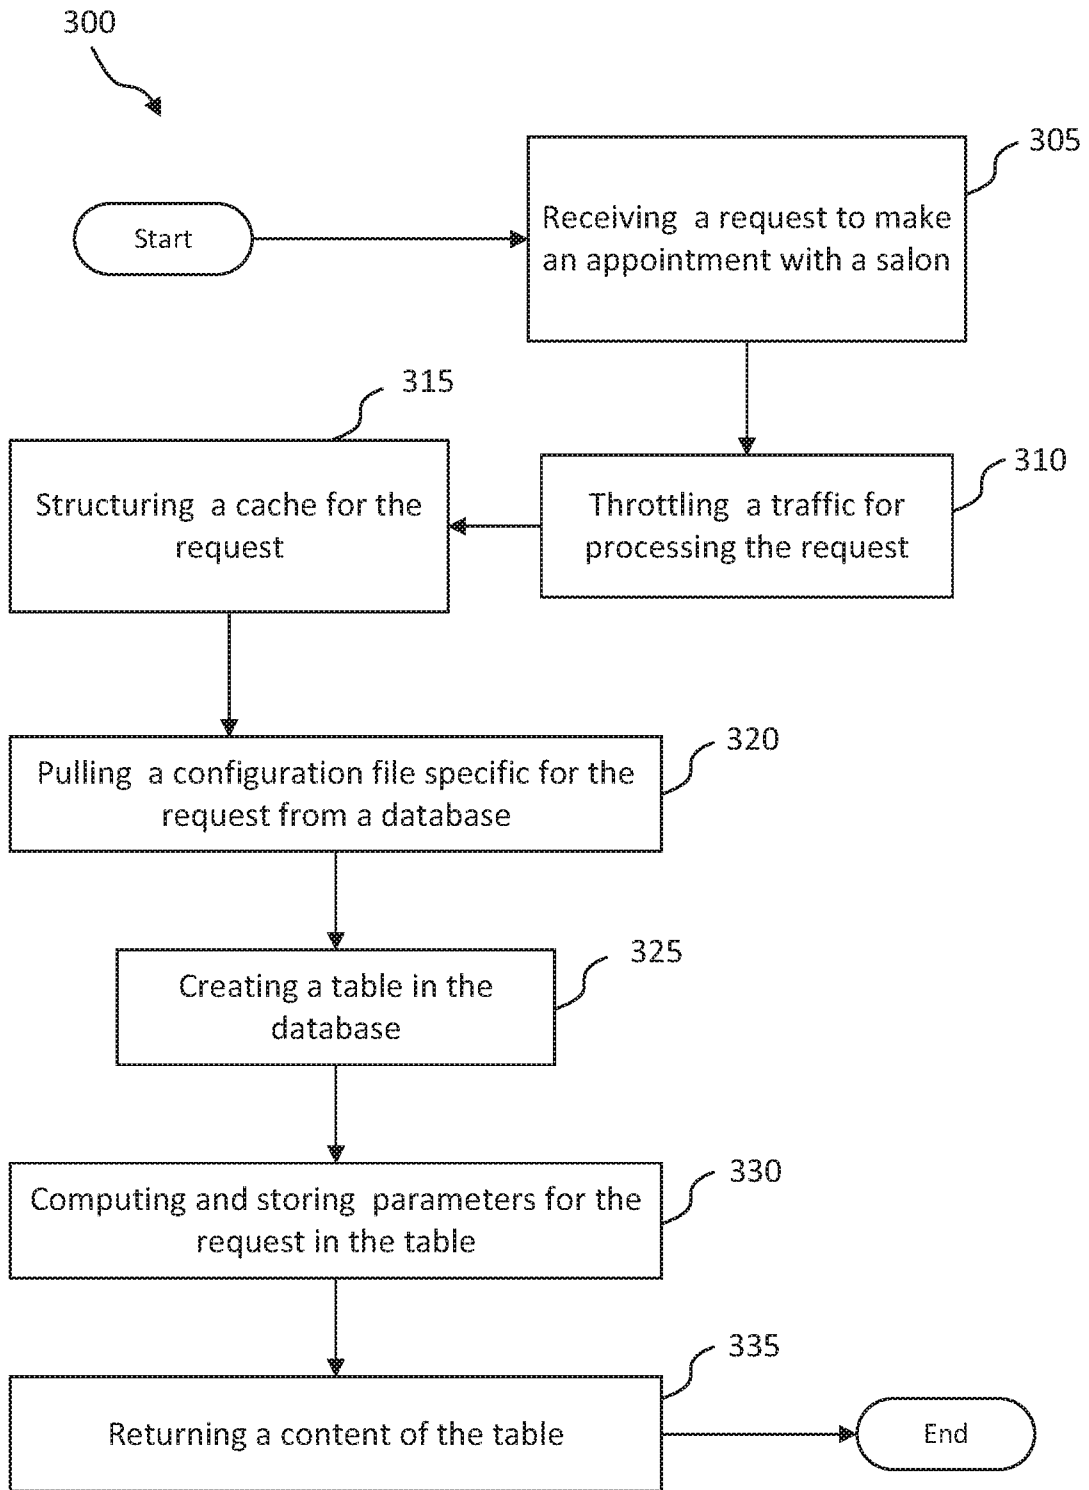 300
305
Start
Receiving a request to make
an appointment with a salon
315
310
Structuring a cache for the
request
Throttling a traffic for
processing the request
320
Pulling a configuration file specific for the
request from a database
325
Creating a table in the
database
330
Computing and storing parameters for the
request in the table
335
Returning a content of the table
End